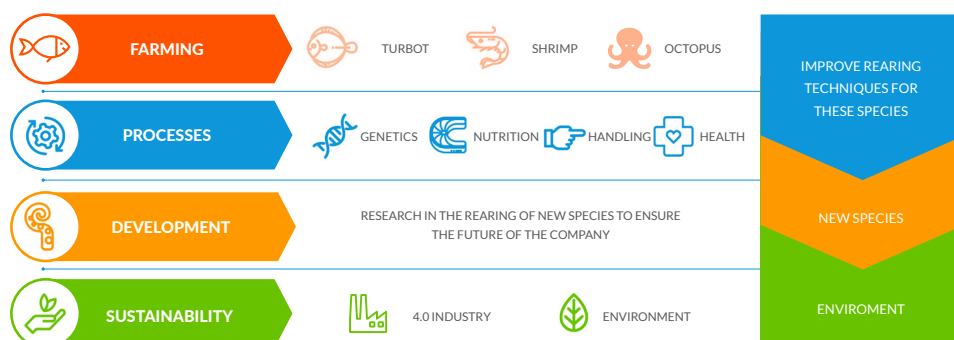 FARMING
TURBOT
SHRIMP
OCTOPUS
IMPROVE REARING
TECHNIQUES FOR
THESE SPECIES
PROCESSES
GENETICS
NUTRITION
HANDLING
HEALTH
DEVELOPMENT
RESEARCH IN THE REARING OF NEW SPECIES TO ENSURE
THE FUTURE OF THE COMPANY
NEW SPECIES
SUSTAINABILITY
4.0 INDUSTRY
ENVIRONMENT
ENVIROMENT